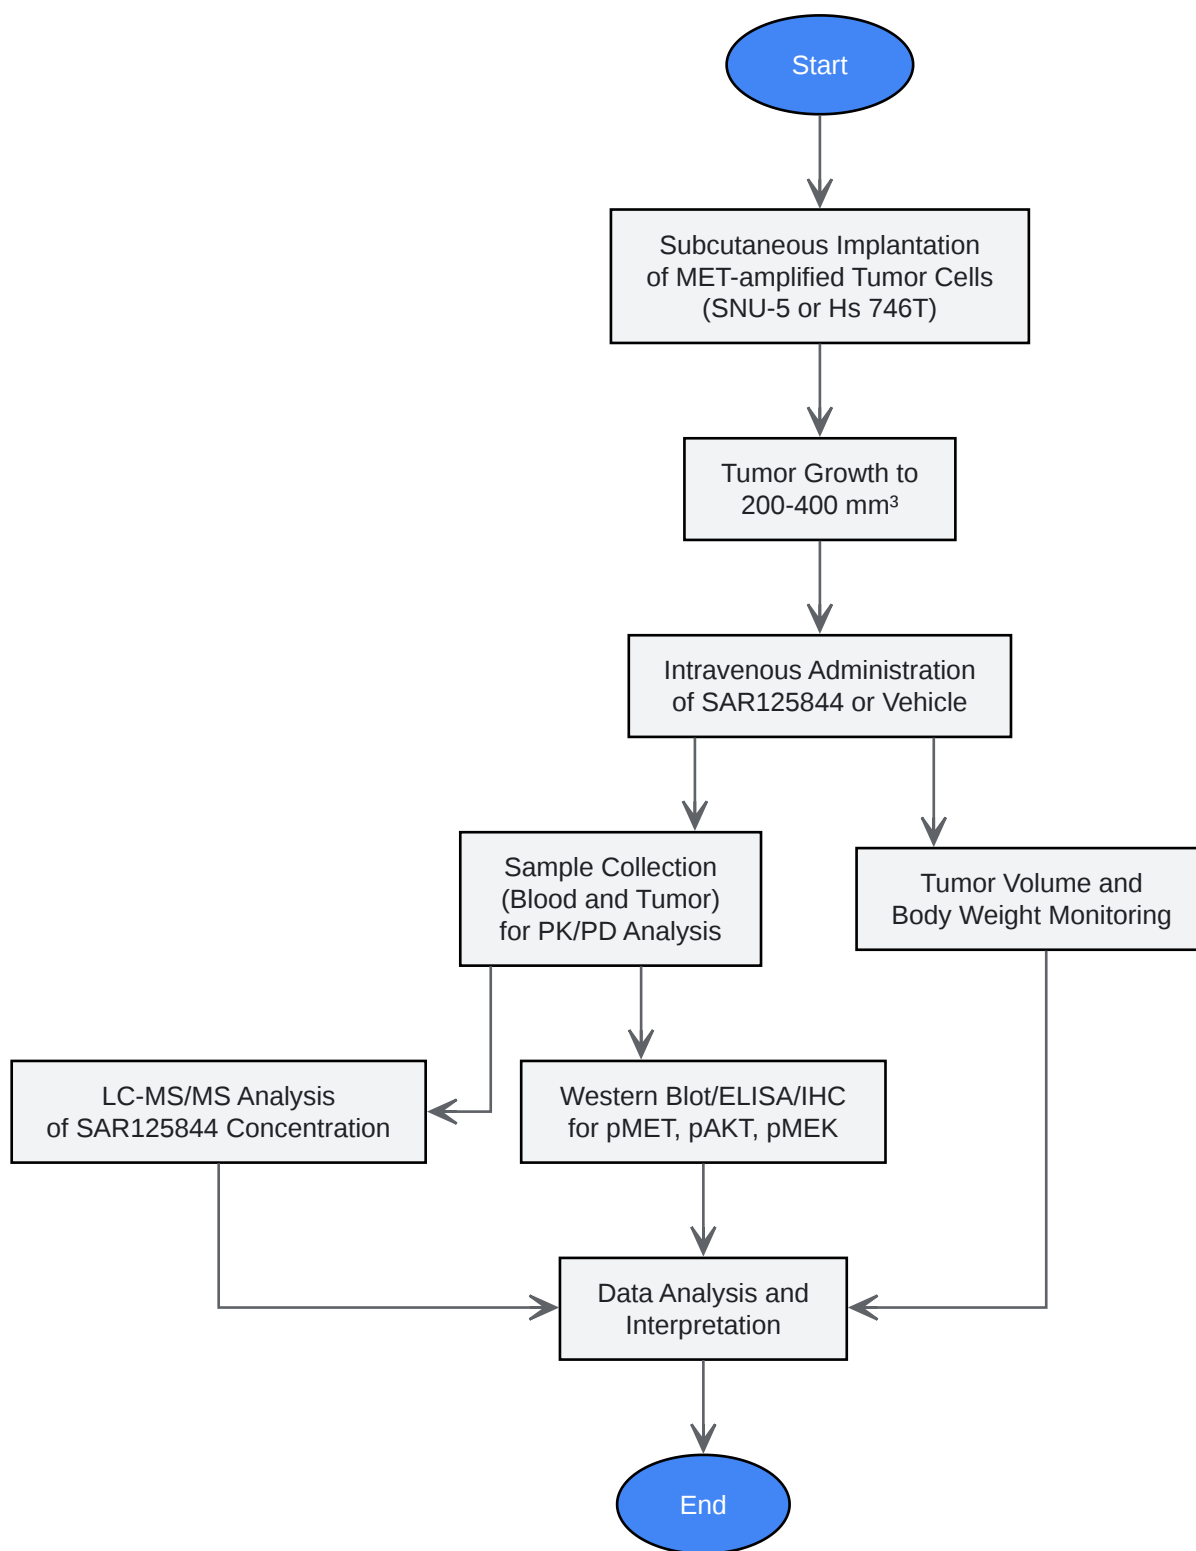 Start
Subcutaneous Implantation
of MET-amplified Tumor Cells
(SNU-5 or Hs 746T)
Tumor Growth to
200-400 mm³
Intravenous Administration
of SAR125844 or Vehicle
Sample Collection
(Blood and Tumor)
for PK/PD Analysis
Tumor Volume and
Body Weight Monitoring
LC-MS/MS Analysis
of SAR125844 Concentration
Western Blot/ELISA/IHC
for pMET, pAKT, pMEK
Data Analysis and
Interpretation
End